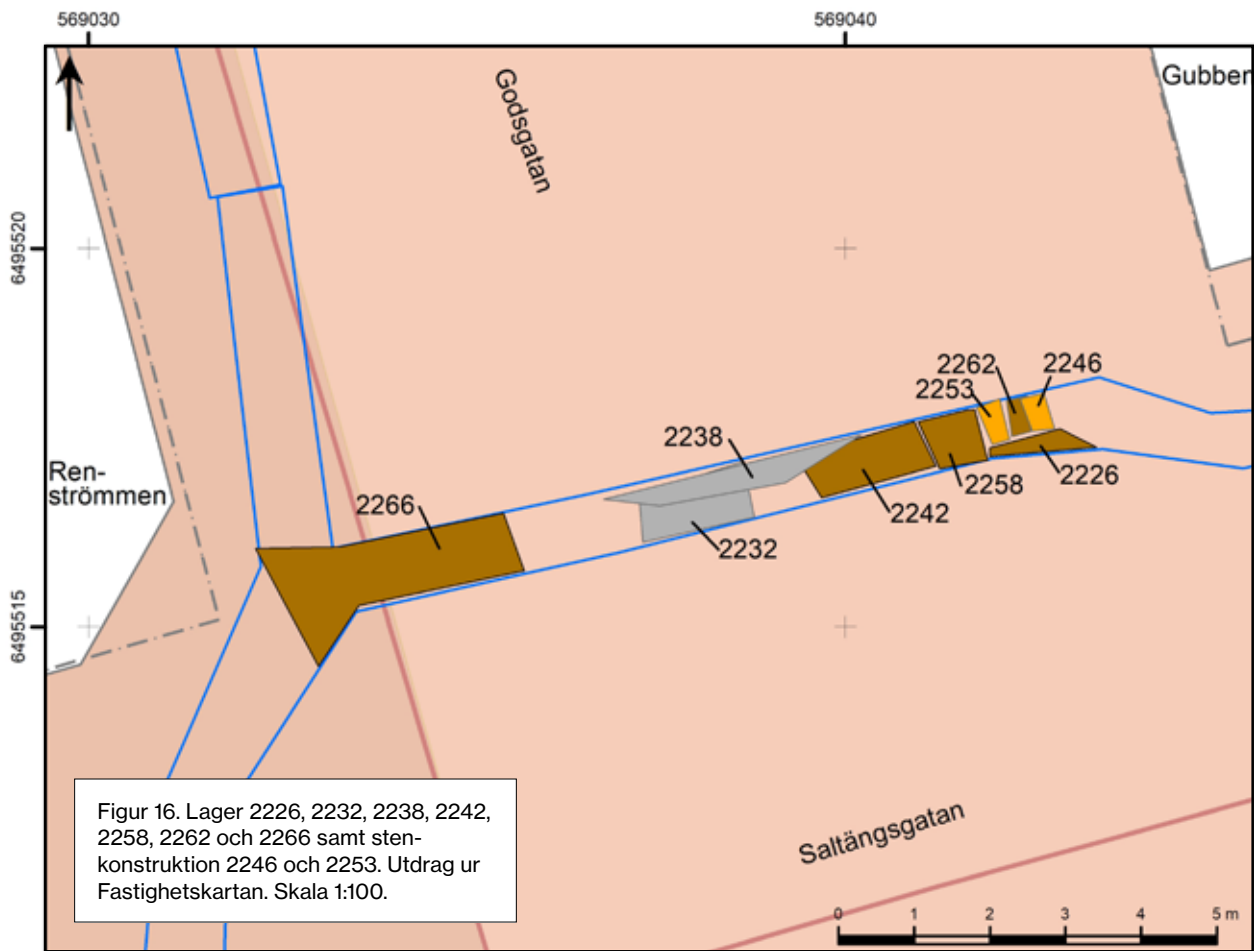 569030
569040
Gubben
Godsgatan
6495520
2262
2246
2253
2238
Ren-
strömmen
2266
2226
2258
2242
2232
6495515
Saltängsgatan
Figur 16. Lager 2226, 2232, 2238, 2242,
2258, 2262 och 2266 samt sten-
konstruktion 2246 och 2253. Utdrag ur
Fastighetskartan. Skala 1:100.
0 1 2 3 4 5 m